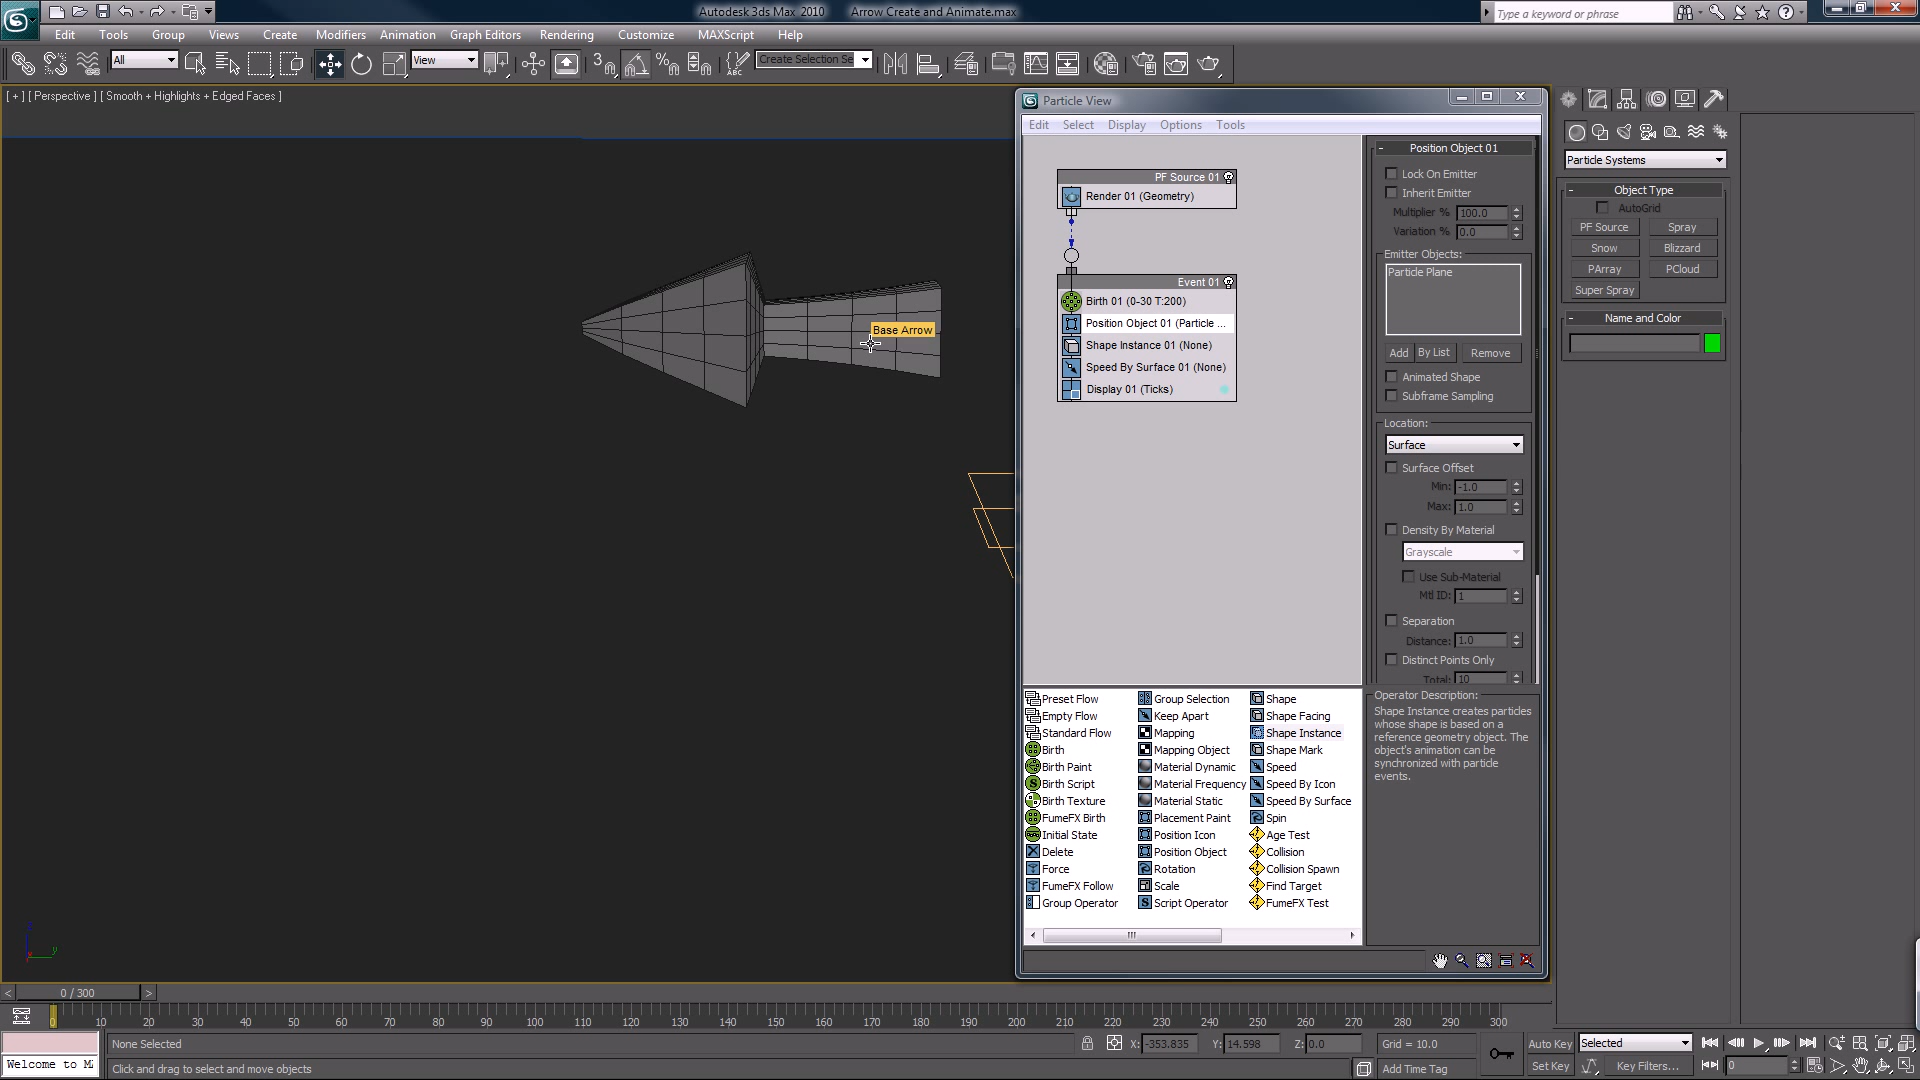 Autodesk 3ds Max 2010 Arrow Create and Animate.max
Type a keyword or phrase
Edit Tools Group Views Create Modifiers Animation Graph Editors Rendering Customize MAXScript Help
All
View
3
ABC
Create Selection Se
[ + ] [ Perspective ] [ Smooth + Highlights + Edged Faces ]
Base Arrow
Particle View
Edit Select Display Options Tools
PF Source 01
Render 01 (Geometry)
Event 01
Birth 01 (0-30 T:200)
Position Object 01 (Particle ...
Shape Instance 01 (None)
Speed By Surface 01 (None)
Display 01 (Ticks)
Position Object 01
Lock On Emitter
Inherit Emitter
Multiplier % 100.0
Variation % 0.0
Emitter Objects:
Particle Plane
Add By List Remove
Animated Shape
Subframe Sampling
Location:
Surface
Surface Offset
Min: -1.0
Max: 1.0
Density By Material
Grayscale
Use Sub-Material
Mtl ID: 1
Separation
Distance: 1.0
Distinct Points Only
Total: 10
Preset Flow Group Selection Shape
Empty Flow Keep Apart Shape Facing
Standard Flow Mapping Shape Instance
Birth Mapping Object Shape Mark
Birth Paint Material Dynamic Speed
Birth Script Material Frequency Speed By Icon
Birth Texture Material Static Speed By Surface
FumeFX Birth Placement Paint Spin
Initial State Position Icon Age Test
Delete Position Object Collision
Force Rotation Collision Spawn
FumeFX Follow Scale Find Target
Group Operator Script Operator FumeFX Test
Operator Description:
Shape Instance creates particles
whose shape is based on a
reference geometry object. The
object's animation can be
synchronized with particle
events.
Particle Systems
Object Type
AutoGrid
PF Source Spray
Snow Blizzard
PArray PCloud
Super Spray
Name and Color
0 / 300
0 10 20 30 40 50 60 70 80 90 100 110 120 130 140 150 160 170 180 190 200 210 220 230 240 250 260 270 280 290 300
None Selected X: -353.835 Y: 14.598 Z: 0.0 Grid = 10.0 Auto Key Selected
Welcome to M Click and drag to select and move objects Add Time Tag Set Key Key Filters... 0